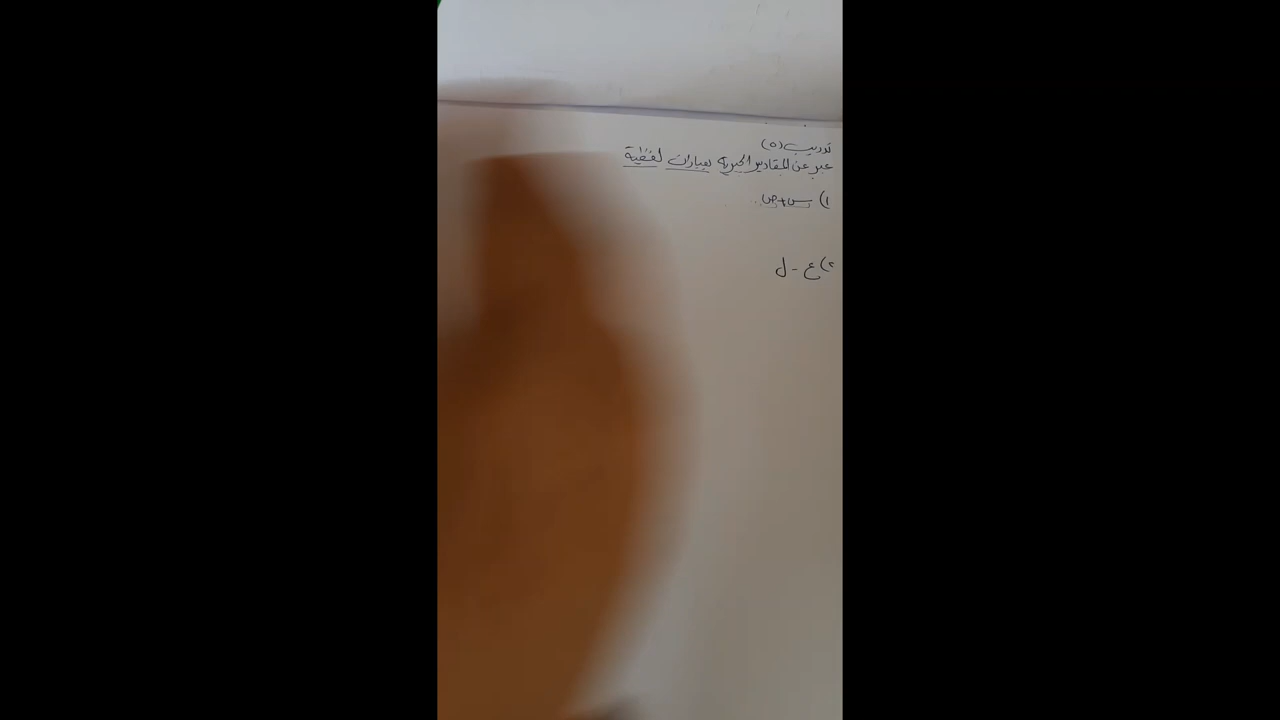 تدريب (٥)
عبر عن المقادير الجبرية بعبارات لفظية
١) س+ص
٢) ع - ل